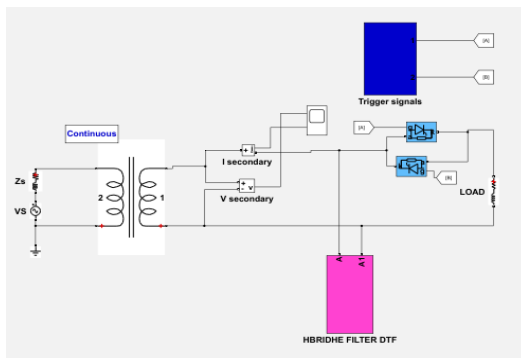 [A]
[B]
Trigger signals
Continuous
[A]
+ i
-
I secondary
Zs
2
1
+ v
-
V secondary
[B]
LOAD
VS
+
+
A
A1
HBRIDHE FILTER DTF